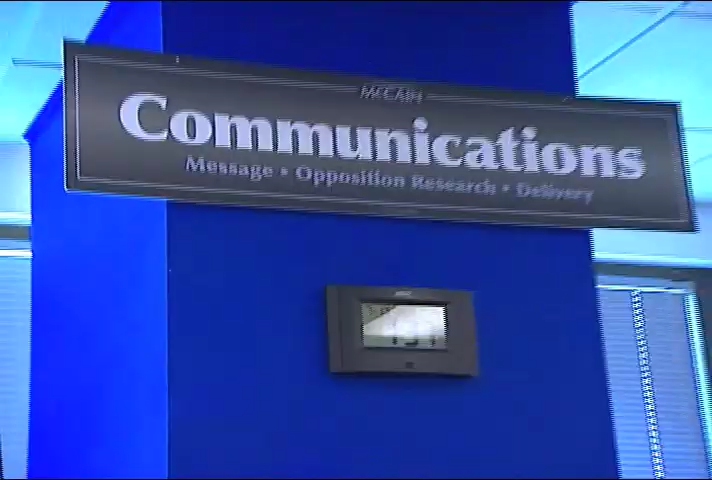 McCAIN
Communications
Message • Opposition Research • Delivery